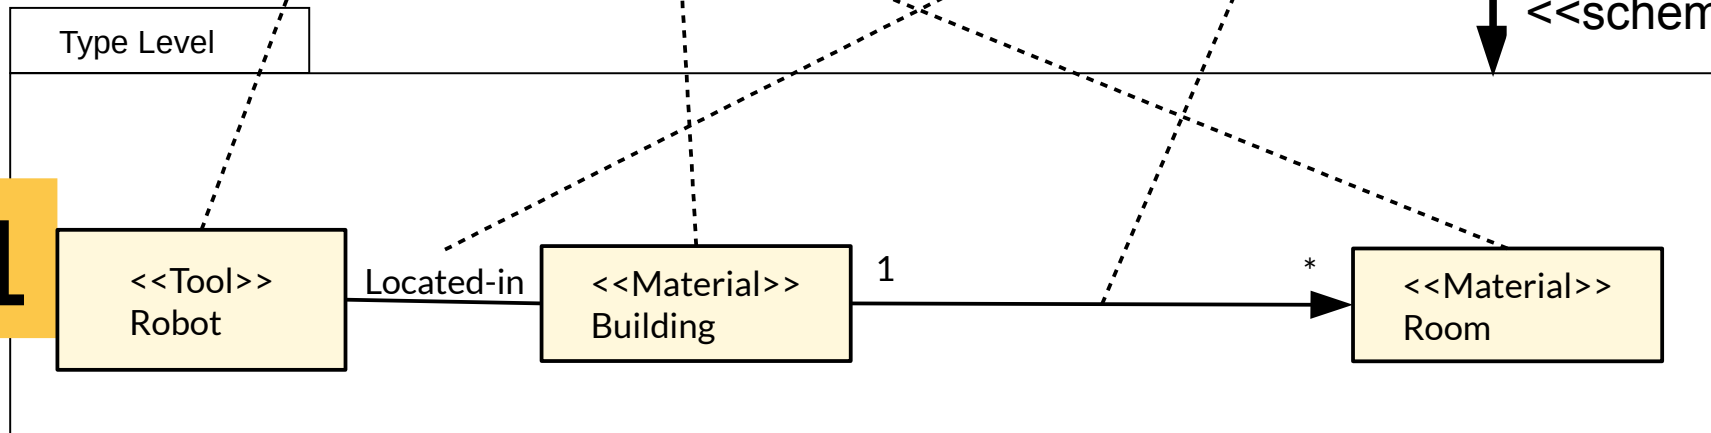 <<schem
Type Level
<<Tool>>
Robot
Located-in
<<Material>>
Building
1
*
<<Material>>
Room